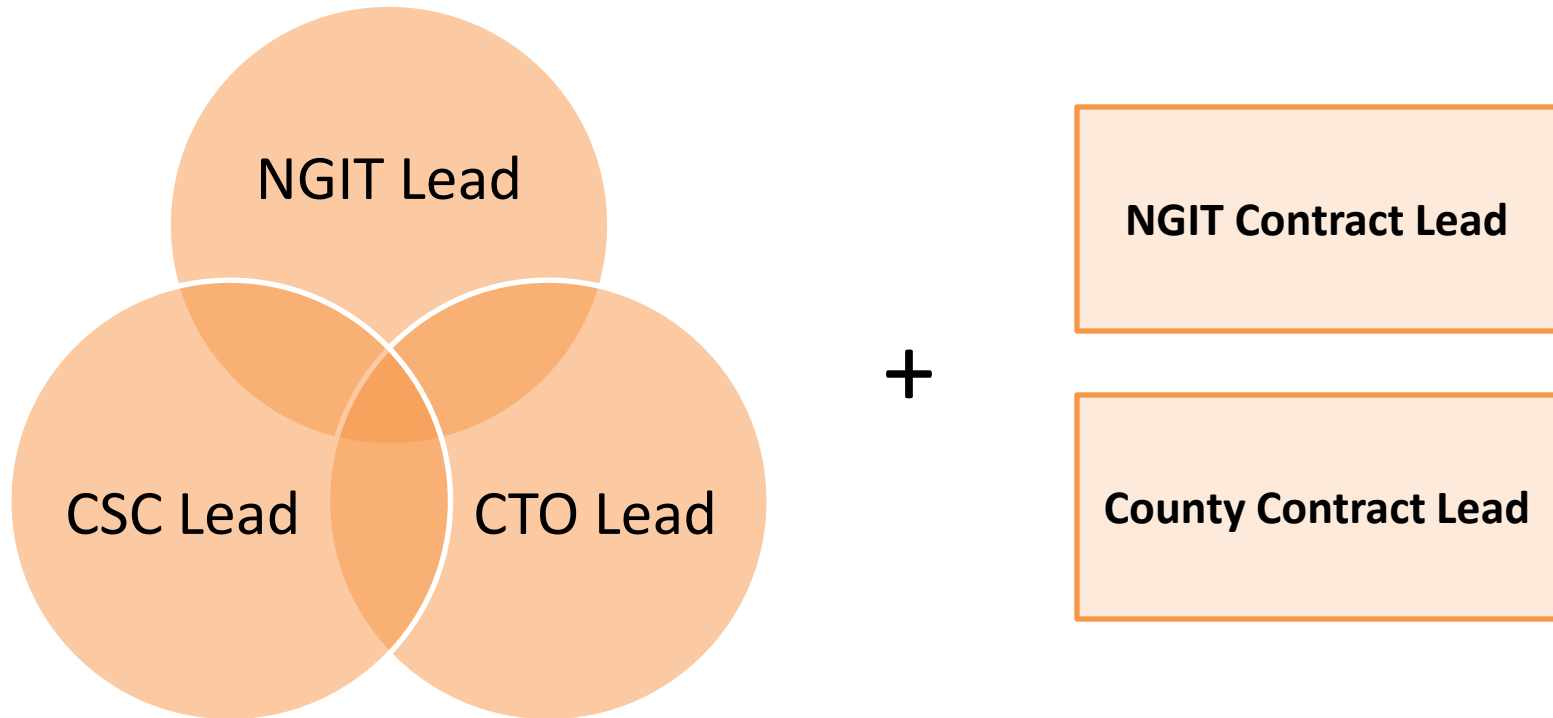 NGIT Lead
CSC Lead
CTO Lead
+
NGIT Contract Lead
County Contract Lead